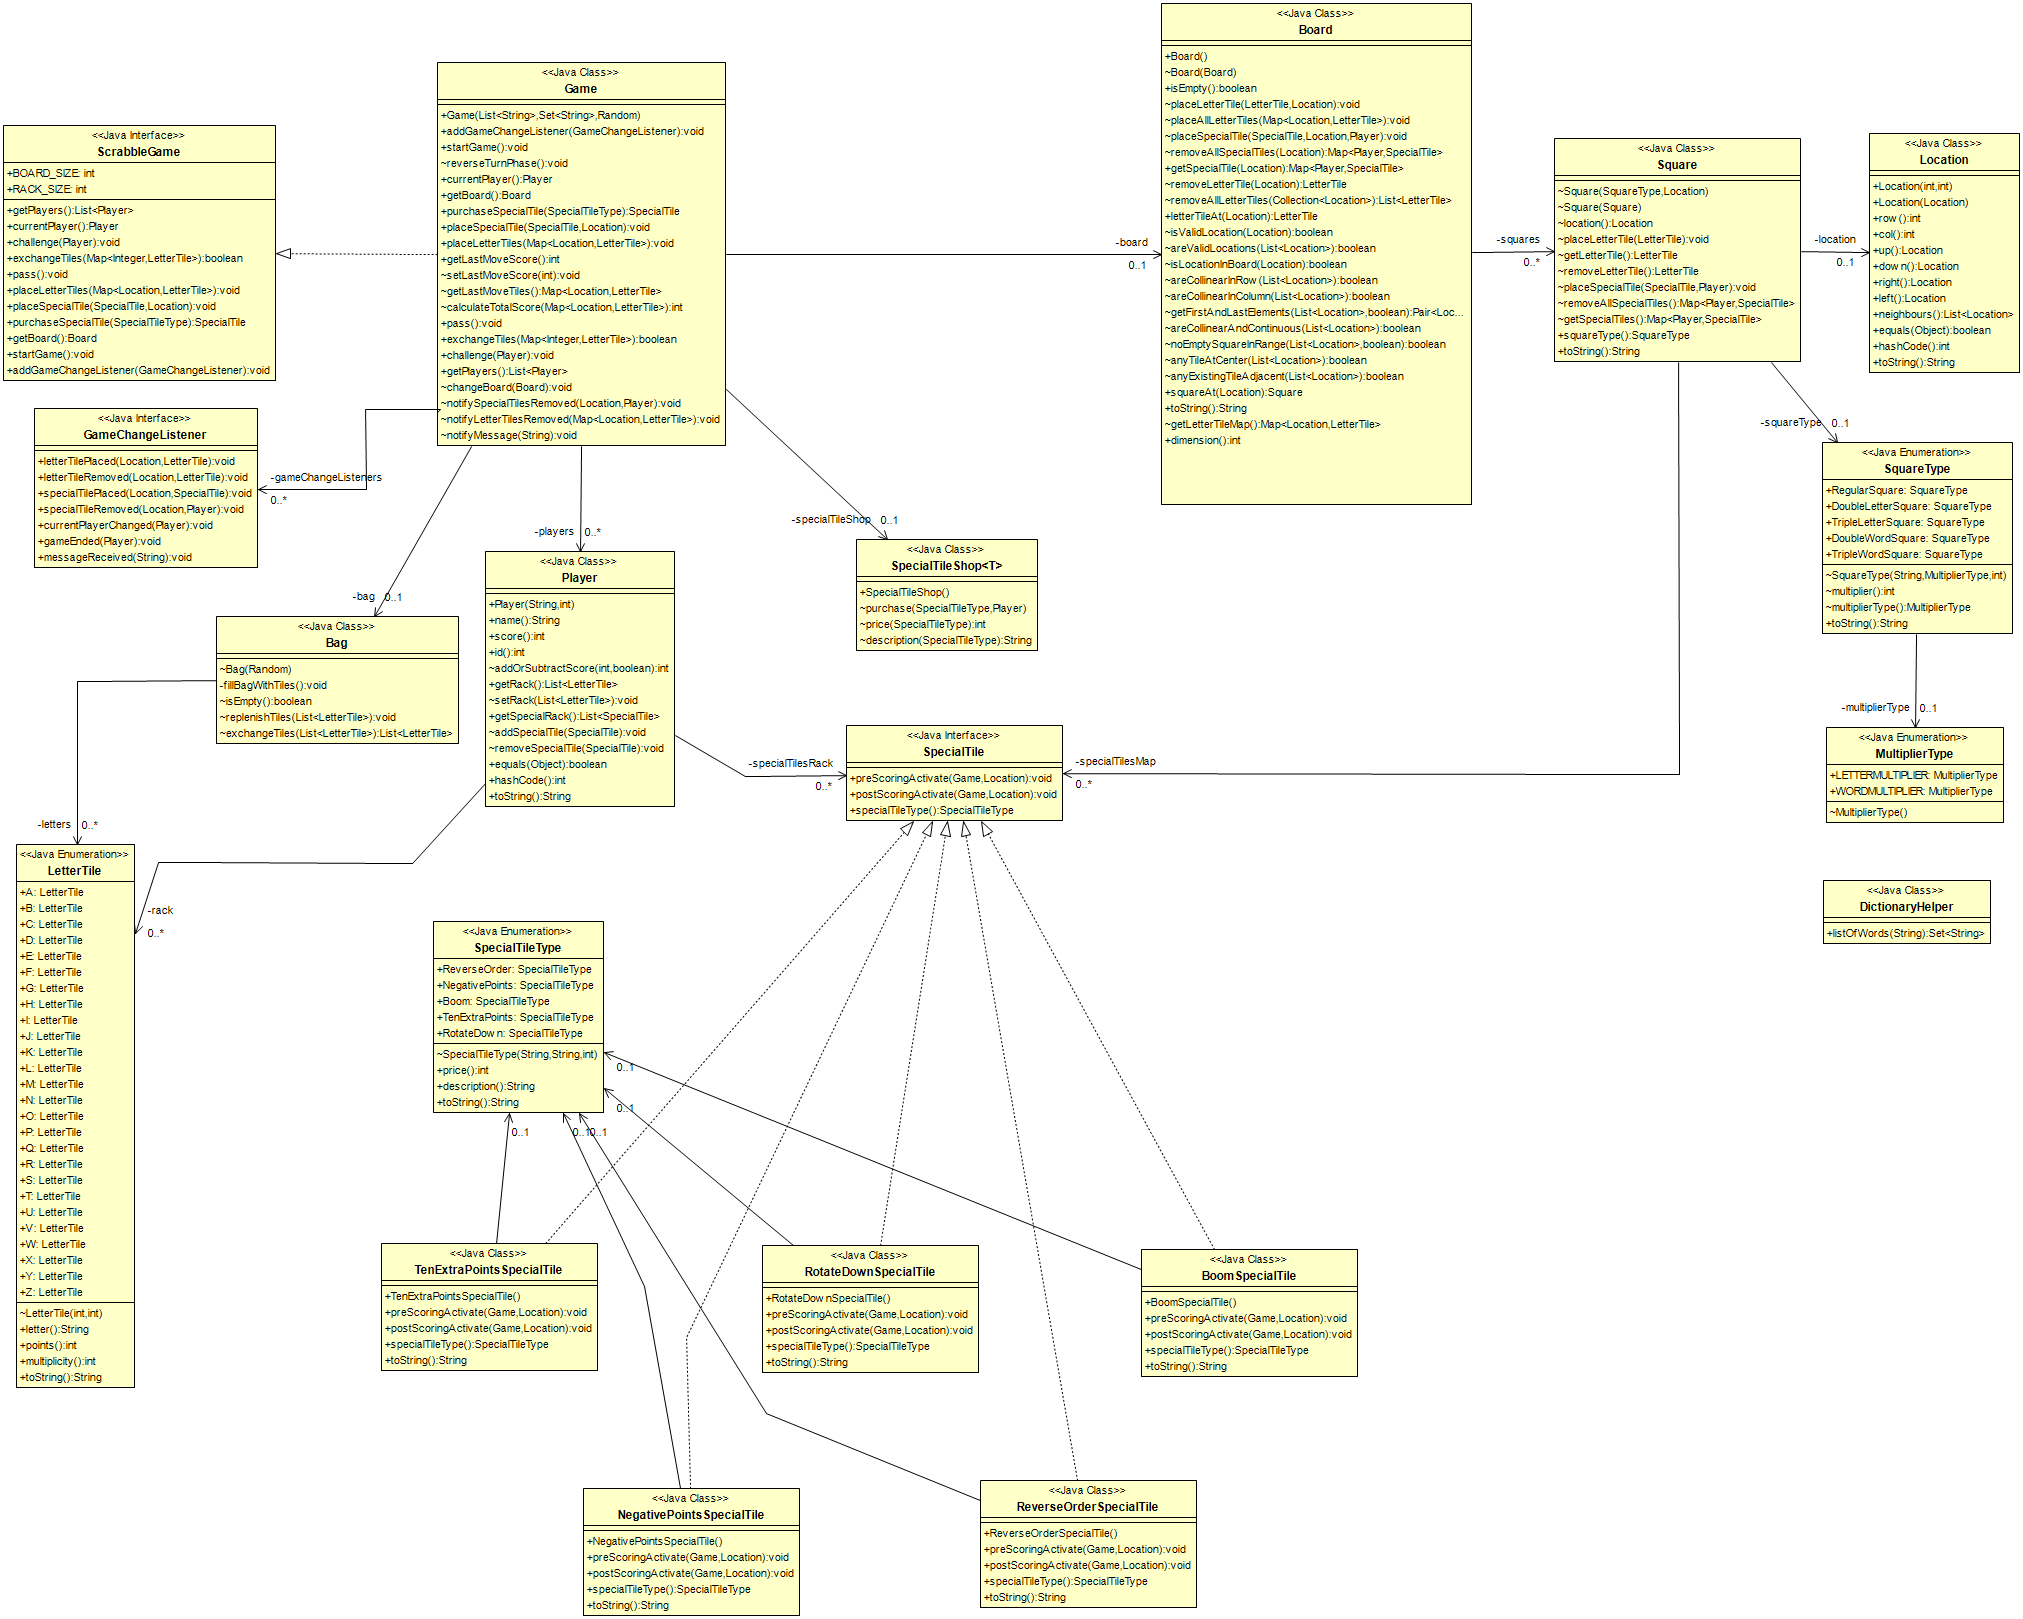 <<Java Interface>>
ScrabbleGame
+BOARD_SIZE: int
+RACK_SIZE: int
+getPlayers():List<Player>
+currentPlayer():Player
+challenge(Player):void
+exchangeTiles(Map<Integer,LetterTile>):boolean
+pass():void
+placeLetterTiles(Map<Location,LetterTile>):void
+placeSpecialTile(SpecialTile,Location):void
+purchaseSpecialTile(SpecialTileType):SpecialTile
+getBoard():Board
+startGame():void
+addGameChangeListener(GameChangeListener):void
<<Java Class>>
Game
+Game(List<String>,Set<String>,Random)
+addGameChangeListener(GameChangeListener):void
+startGame():void
~reverseTurnPhase():void
+currentPlayer():Player
+getBoard():Board
+purchaseSpecialTile(SpecialTileType):SpecialTile
+placeSpecialTile(SpecialTile,Location):void
+placeLetterTiles(Map<Location,LetterTile>):void
+getLastMoveScore():int
~setLastMoveScore(int):void
~getLastMoveTiles():Map<Location,LetterTile>
~calculateTotalScore(Map<Location,LetterTile>):int
+pass():void
+exchangeTiles(Map<Integer,LetterTile>):boolean
+challenge(Player):void
+getPlayers():List<Player>
~changeBoard(Board):void
~notifySpecialTilesRemoved(Location,Player):void
~notifyLetterTilesRemoved(Map<Location,LetterTile>):void
~notifyMessage(String):void
-board
0..1
<<Java Class>>
Board
+Board()
~Board(Board)
+isEmpty():boolean
~placeLetterTile(LetterTile,Location):void
~placeAllLetterTiles(Map<Location,LetterTile>):void
~placeSpecialTile(SpecialTile,Location,Player):void
~removeAllSpecialTiles(Location):Map<Player,SpecialTile>
+getSpecialTile(Location):Map<Player,SpecialTile>
~removeLetterTile(Location):LetterTile
~removeAllLetterTiles(Collection<Location>):List<LetterTile>
+letterTileAt(Location):LetterTile
~isValidLocation(Location):boolean
~areValidLocations(List<Location>):boolean
~isLocationInBoard(Location):boolean
~areCollinearInRow(List<Location>):boolean
~areCollinearInColumn(List<Location>):boolean
~getFirstAndLastElements(List<Location>,boolean):Pair<Loc...
~areCollinearAndContinuous(List<Location>):boolean
~noEmptySquareInRange(List<Location>,boolean):boolean
~anyTileAtCenter(List<Location>):boolean
~anyExistingTileAdjacent(List<Location>):boolean
+squareAt(Location):Square
+toString():String
~getLetterTileMap():Map<Location,LetterTile>
+dimension():int
-squares
0..*
<<Java Class>>
Square
~Square(SquareType,Location)
~Square(Square)
~location():Location
~placeLetterTile(LetterTile):void
~getLetterTile():LetterTile
~removeLetterTile():LetterTile
~placeSpecialTile(SpecialTile,Player):void
~removeAllSpecialTiles():Map<Player,SpecialTile>
~getSpecialTiles():Map<Player,SpecialTile>
+squareType():SquareType
+toString():String
-location
0..1
<<Java Class>>
Location
+Location(int,int)
+Location(Location)
+row():int
+col():int
+up():Location
+down():Location
+right():Location
+left():Location
+neighbours():List<Location>
+equals(Object):boolean
+hashCode():int
+toString():String
<<Java Interface>>
GameChangeListener
+letterTilePlaced(Location,LetterTile):void
+letterTileRemoved(Location,LetterTile):void
+specialTilePlaced(Location,SpecialTile):void
+specialTileRemoved(Location,Player):void
+currentPlayerChanged(Player):void
+gameEnded(Player):void
+messageReceived(String):void
-gameChangeListeners
0..*
-squareType
0..1
<<Java Enumeration>>
SquareType
+RegularSquare: SquareType
+DoubleLetterSquare: SquareType
+TripleLetterSquare: SquareType
+DoubleWordSquare: SquareType
+TripleWordSquare: SquareType
~SquareType(String,MultiplierType,int)
~multiplier():int
~multiplierType():MultiplierType
+toString():String
-players
0..*
-specialTileShop
0..1
-bag
0..1
<<Java Class>>
Player
+Player(String,int)
+name():String
+score():int
+id():int
~addOrSubtractScore(int,boolean):int
+getRack():List<LetterTile>
~setRack(List<LetterTile>):void
+getSpecialRack():List<SpecialTile>
~addSpecialTile(SpecialTile):void
~removeSpecialTile(SpecialTile):void
+equals(Object):boolean
+hashCode():int
+toString():String
<<Java Class>>
SpecialTileShop<T>
+SpecialTileShop()
~purchase(SpecialTileType,Player)
~price(SpecialTileType):int
~description(SpecialTileType):String
<<Java Class>>
Bag
~Bag(Random)
-fillBagWithTiles():void
~isEmpty():boolean
~replenishTiles(List<LetterTile>):void
~exchangeTiles(List<LetterTile>):List<LetterTile>
-multiplierType
0..1
<<Java Enumeration>>
MultiplierType
+LETTERMULTIPLIER: MultiplierType
+WORDMULTIPLIER: MultiplierType
~MultiplierType()
-specialTilesRack
0..*
<<Java Interface>>
SpecialTile
+preScoringActivate(Game,Location):void
+postScoringActivate(Game,Location):void
+specialTileType():SpecialTileType
-specialTilesMap
0..*
-letters
0..*
<<Java Enumeration>>
LetterTile
+A: LetterTile
+B: LetterTile
+C: LetterTile
+D: LetterTile
+E: LetterTile
+F: LetterTile
+G: LetterTile
+H: LetterTile
+I: LetterTile
+J: LetterTile
+K: LetterTile
+L: LetterTile
+M: LetterTile
+N: LetterTile
+O: LetterTile
+P: LetterTile
+Q: LetterTile
+R: LetterTile
+S: LetterTile
+T: LetterTile
+U: LetterTile
+V: LetterTile
+W: LetterTile
+X: LetterTile
+Y: LetterTile
+Z: LetterTile
~LetterTile(int,int)
+letter():String
+points():int
+multiplicity():int
+toString():String
-rack
0..*
<<Java Class>>
DictionaryHelper
+listOfWords(String):Set<String>
<<Java Enumeration>>
SpecialTileType
+ReverseOrder: SpecialTileType
+NegativePoints: SpecialTileType
+Boom: SpecialTileType
+TenExtraPoints: SpecialTileType
+RotateDown: SpecialTileType
~SpecialTileType(String,String,int)
+price():int
+description():String
+toString():String
0..1
0..1
0..1
0..1
0..1
<<Java Class>>
TenExtraPointsSpecialTile
+TenExtraPointsSpecialTile()
+preScoringActivate(Game,Location):void
+postScoringActivate(Game,Location):void
+specialTileType():SpecialTileType
+toString():String
<<Java Class>>
RotateDownSpecialTile
+RotateDownSpecialTile()
+preScoringActivate(Game,Location):void
+postScoringActivate(Game,Location):void
+specialTileType():SpecialTileType
+toString():String
<<Java Class>>
BoomSpecialTile
+BoomSpecialTile()
+preScoringActivate(Game,Location):void
+postScoringActivate(Game,Location):void
+specialTileType():SpecialTileType
+toString():String
<<Java Class>>
NegativePointsSpecialTile
+NegativePointsSpecialTile()
+preScoringActivate(Game,Location):void
+postScoringActivate(Game,Location):void
+specialTileType():SpecialTileType
+toString():String
<<Java Class>>
ReverseOrderSpecialTile
+ReverseOrderSpecialTile()
+preScoringActivate(Game,Location):void
+postScoringActivate(Game,Location):void
+specialTileType():SpecialTileType
+toString():String